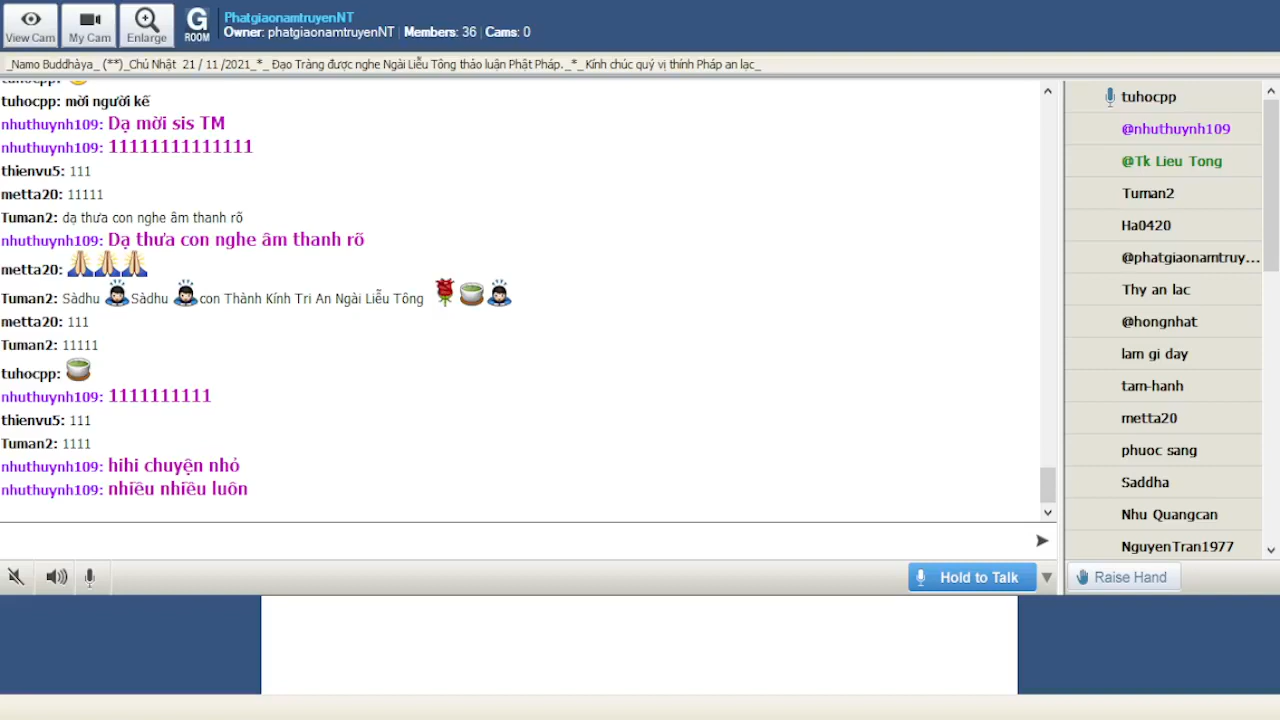 PhatgiaonamtruyenNT
Owner: phatgiaonamtruyenNT | Members: 36 | Cams: 0
View Cam
My Cam
Enlarge
G ROOM
_Namo Buddhàya_ (**)_Chủ Nhật 21 / 11 /2021_*_ Đạo Tràng được nghe Ngài Liễu Tông thảo luận Phật Pháp._*_Kính chúc quý vị thính Pháp an lạc_
tuhocpp:
tuhocpp: mời người kế
nhuthuynh109: Dạ mời sis TM
nhuthuynh109: 11111111111111
thienvu5: 111
metta20: 11111
Tuman2: dạ thưa con nghe âm thanh rõ
nhuthuynh109: Dạ thưa con nghe âm thanh rõ
metta20: 🙏🙏🙏
Tuman2: Sàdhu 🙇Sàdhu 🙇con Thành Kính Tri An Ngài Liễu Tông 🌹🍵🙇
metta20: 111
Tuman2: 11111
tuhocpp: 🍵
nhuthuynh109: 1111111111
thienvu5: 111
Tuman2: 1111
nhuthuynh109: hihi chuyện nhỏ
nhuthuynh109: nhiều nhiều luôn
tuhocpp
@nhuthuynh109
@Tk Lieu Tong
Tuman2
Ha0420
@phatgiaonamtruy...
Thy an lac
@hongnhat
lam gi day
tam-hanh
metta20
phuoc sang
Saddha
Nhu Quangcan
NguyenTran1977
Hold to Talk
Raise Hand